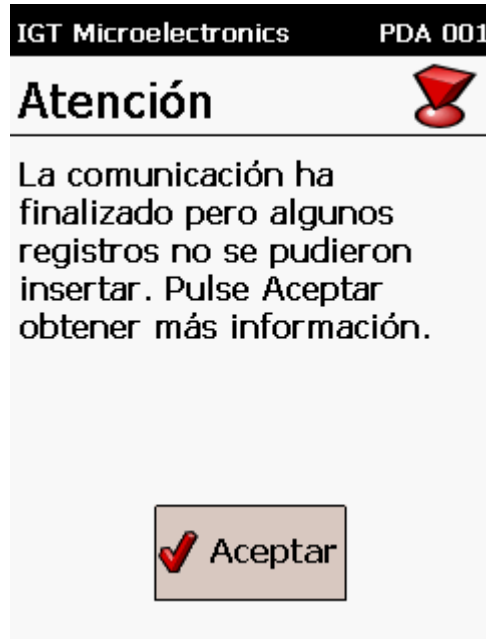 IGT Microelectronics PDA 001
Atención
La comunicación ha
finalizado pero algunos
registros no se pudieron
insertar. Pulse Aceptar
obtener más información.
Aceptar